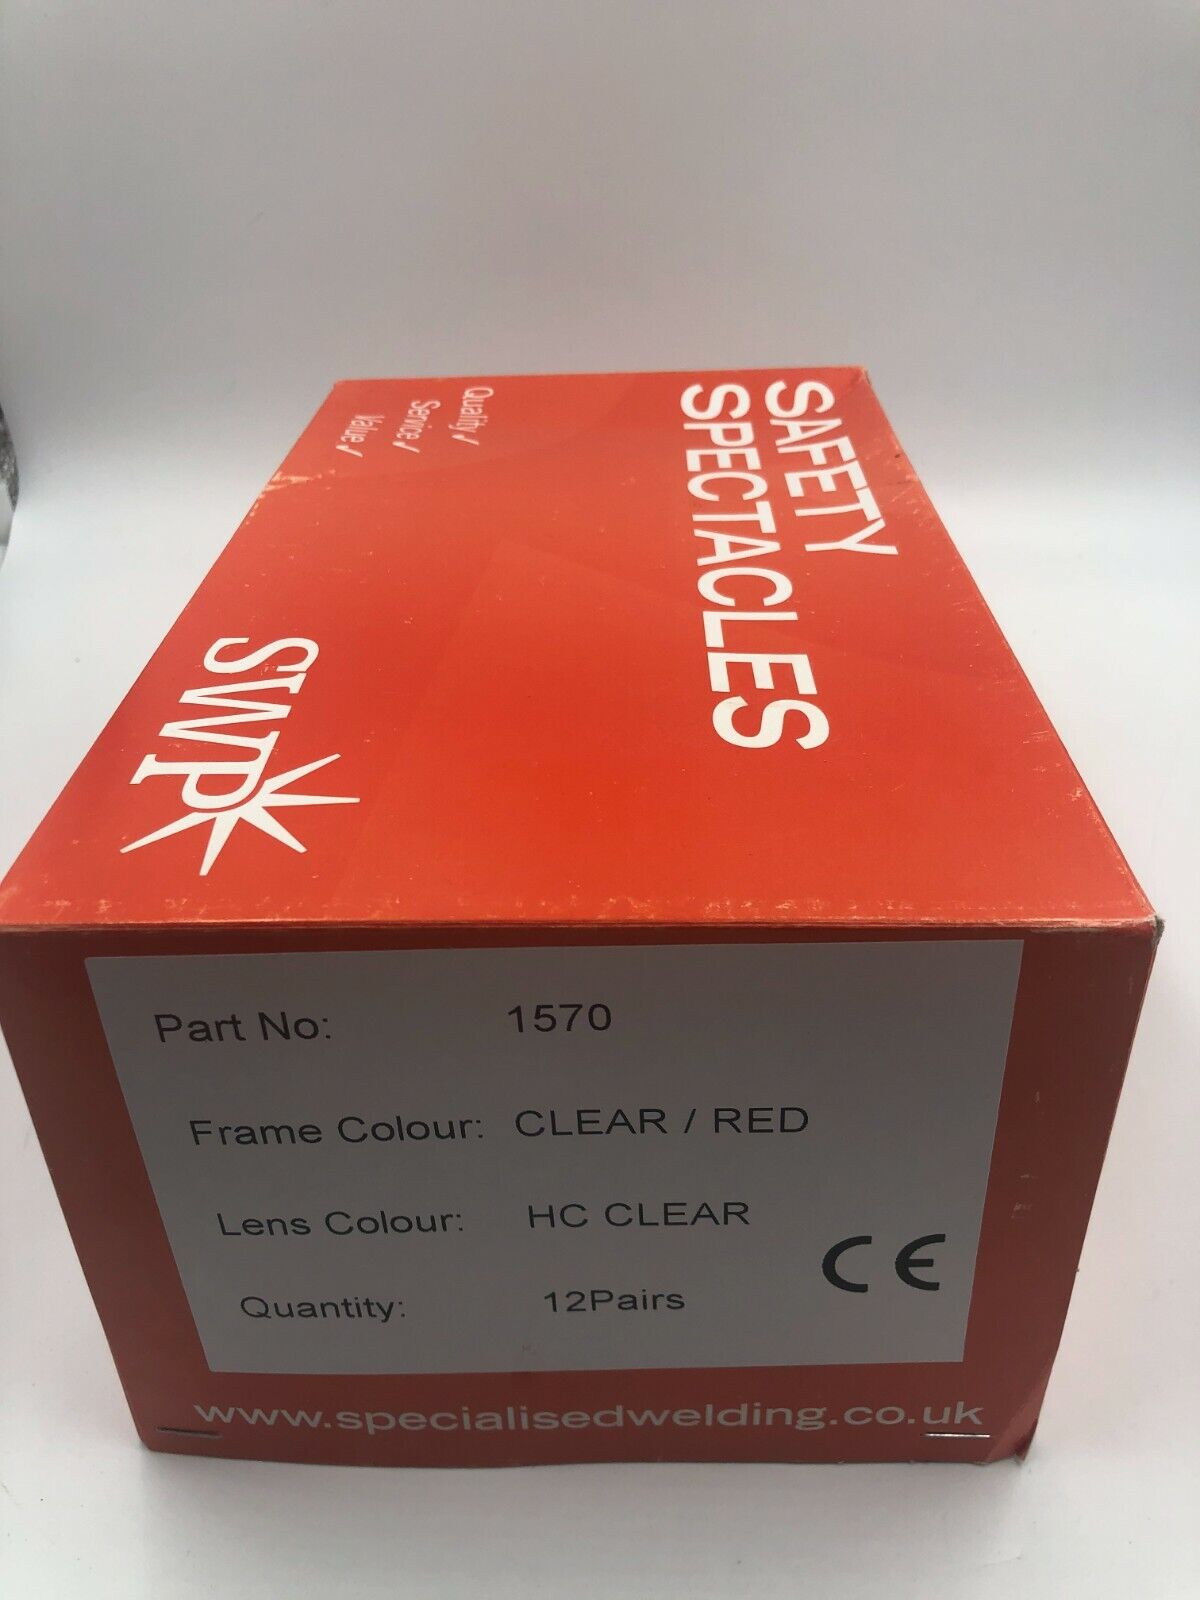 SAFETY
SPECTACLES
Quality✓
Service✓
Value✓
SWP
Part No: 1570
Frame Colour: CLEAR / RED
Lens Colour: HC CLEAR
Quantity: 12Pairs
CE
www.specialisedwelding.co.uk